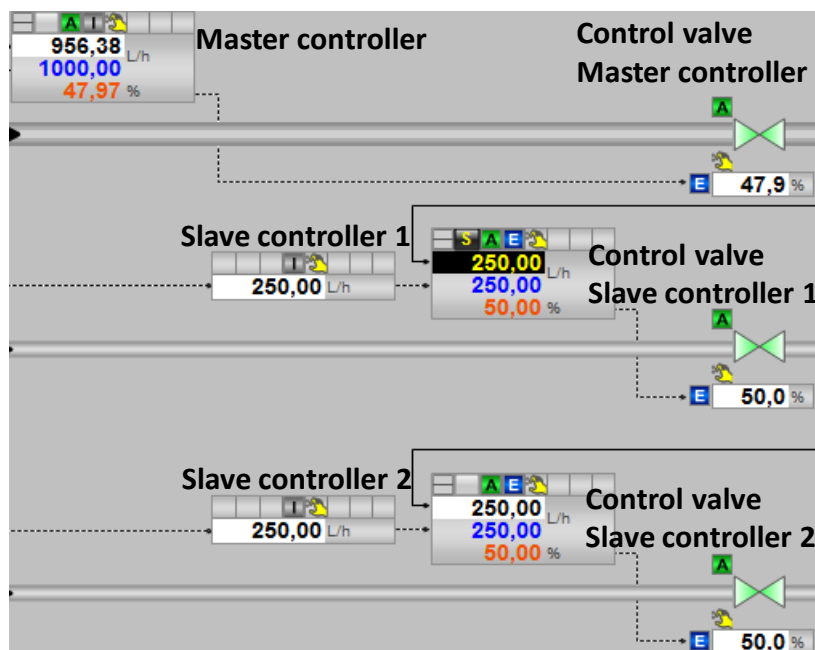 A I
956,38 L/h
1000,00
47,97 %
Master controller
Control valve
Master controller
A
E 47,9 %
Slave controller 1
I
250,00 L/h
S A E
250,00 L/h
250,00
50,00 %
Control valve
Slave controller 1
A
E 50,0 %
Slave controller 2
I
250,00 L/h
A E
250,00 L/h
250,00
50,00 %
Control valve
Slave controller 2
A
E 50,0 %